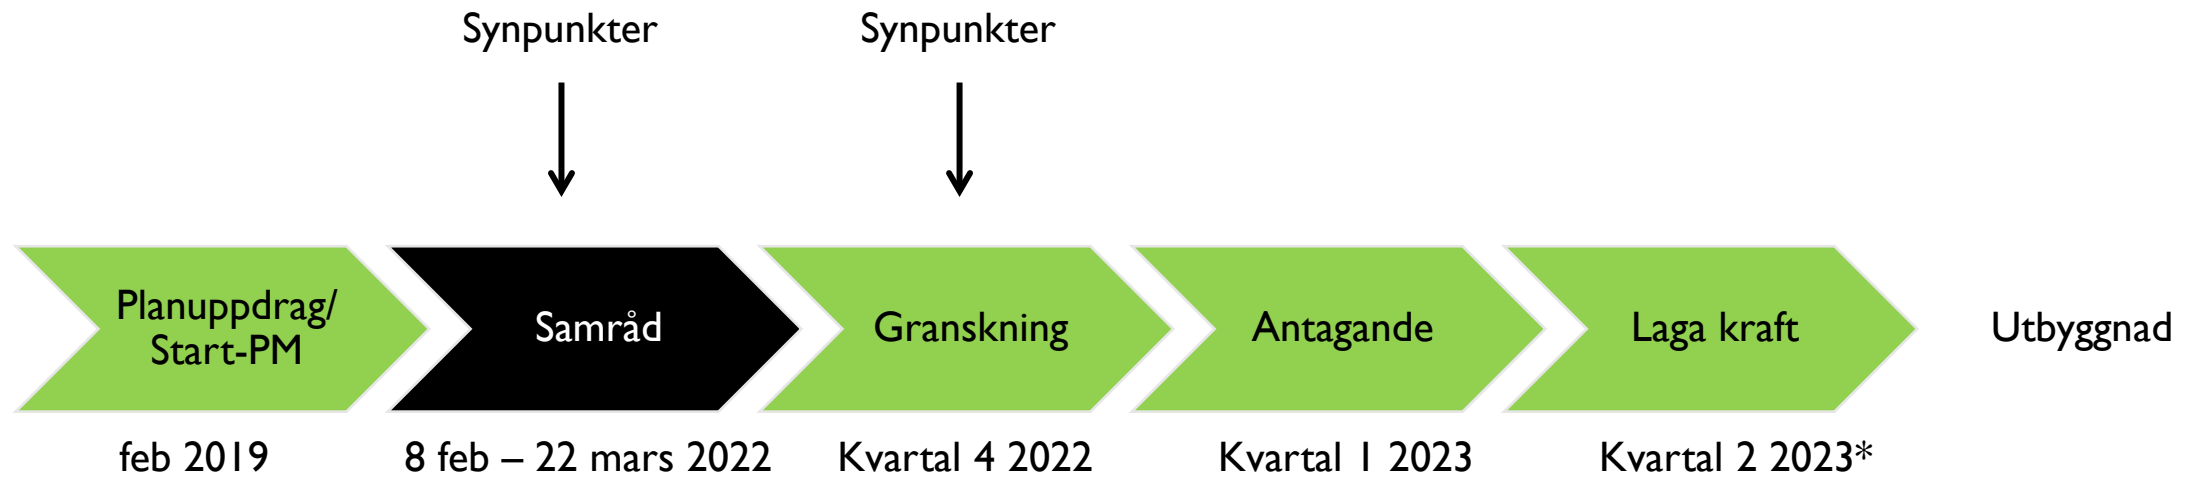 Synpunkter
Synpunkter
Planuppdrag/
Start-PM
Samråd
Granskning
Antagande
Laga kraft
Utbyggnad
feb 2019
8 feb – 22 mars 2022
Kvartal 4 2022
Kvartal 1 2023
Kvartal 2 2023*